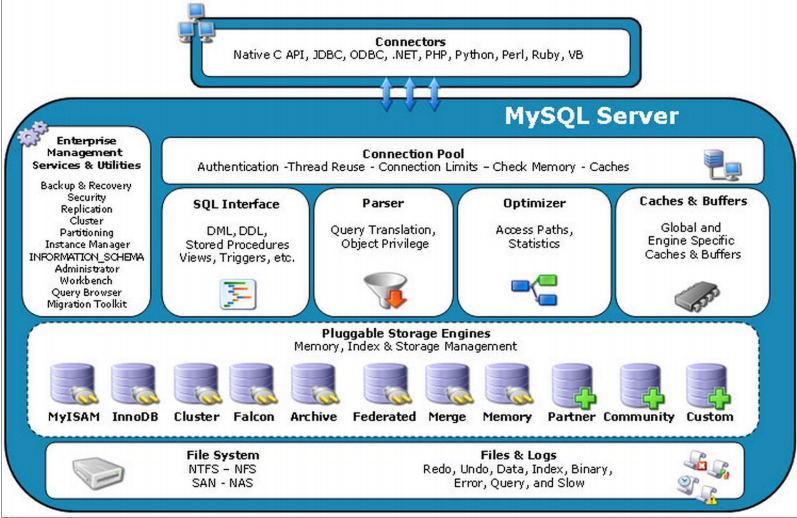 Connectors
Native C API, JDBC, ODBC, .NET, PHP, Python, Perl, Ruby, VB
MySQL Server
Enterprise
Management
Services & Utilities
Backup & Recovery
Security
Replication
Cluster
Partitioning
Instance Manager
INFORMATION_SCHEMA
Administrator
Workbench
Query Browser
Migration Toolkit
Connection Pool
Authentication -Thread Reuse - Connection Limits – Check Memory - Caches
SQL Interface
DML, DDL,
Stored Procedures
Views, Triggers, etc.
Parser
Query Translation,
Object Privilege
Optimizer
Access Paths,
Statistics
Caches & Buffers
Global and
Engine Specific
Caches & Buffers
Pluggable Storage Engines
Memory, Index & Storage Management
MyISAM InnoDB Cluster Falcon Archive Federated Merge Memory Partner Community Custom
File System
NTFS – NFS
SAN - NAS
Files & Logs
Redo, Undo, Data, Index, Binary,
Error, Query, and Slow